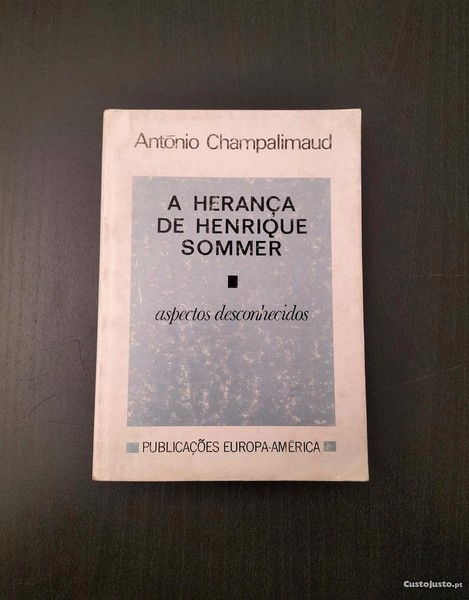 António Champalimaud
A HERANÇA
DE HENRIQUE
SOMMER
aspectos desconhecidos
PUBLICAÇÕES EUROPA-AMÉRICA
CustoJusto.pt